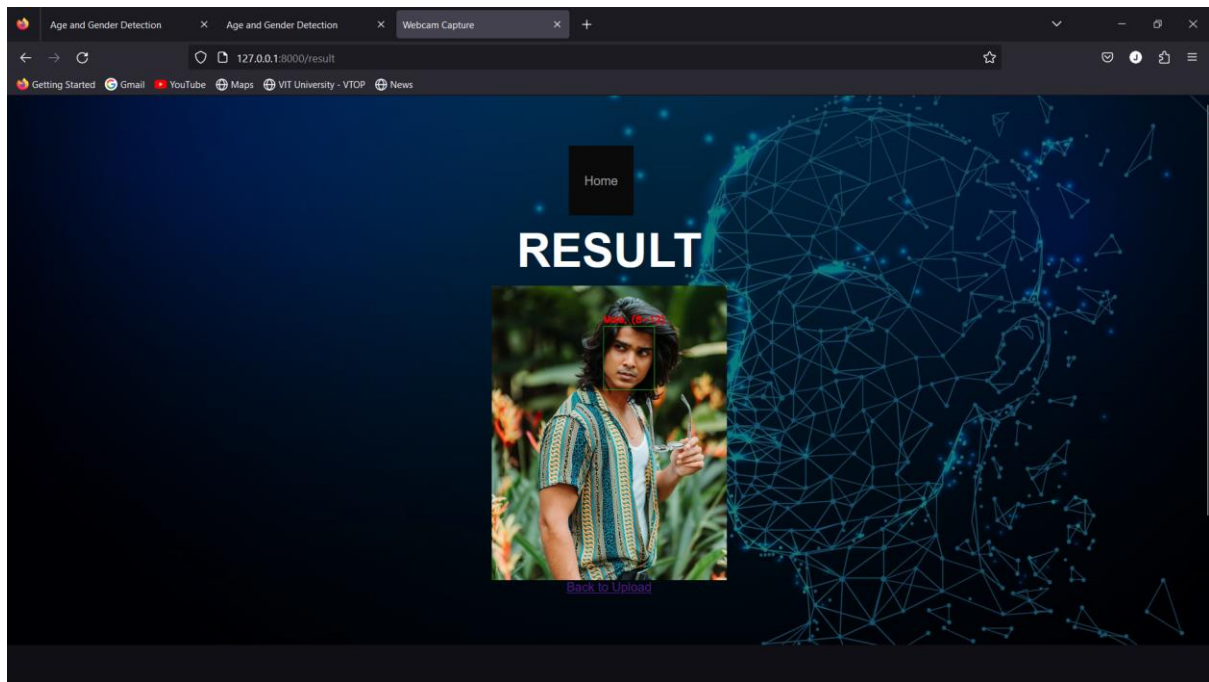 Age and Gender Detection
Age and Gender Detection
Webcam Capture
127.0.0.1:8000/result
Getting Started Gmail YouTube Maps VIT University - VTOP News
Home
RESULT
Back to Upload